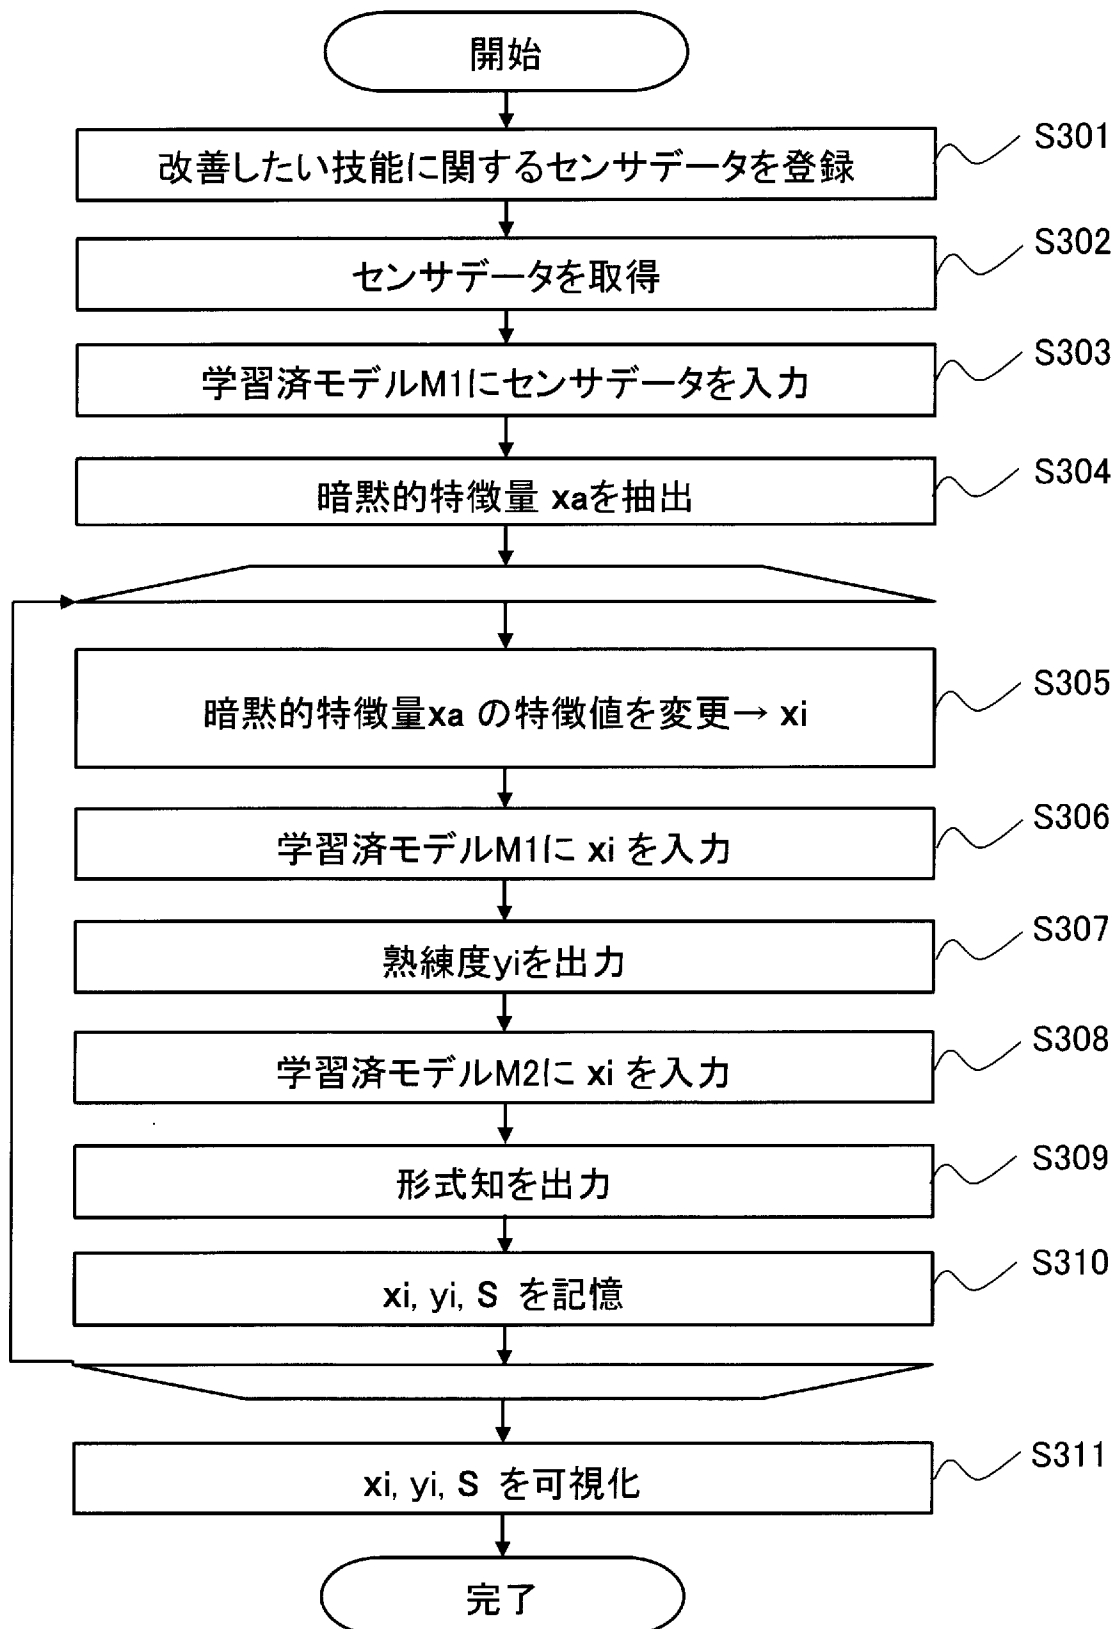 開始
改善したい技能に関するセンサデータを登録
S301
センサデータを取得
S302
学習済モデルM1にセンサデータを入力
S303
暗黙的特徴量 xaを抽出
S304
暗黙的特徴量xa の特徴値を変更→ xi
S305
学習済モデルM1に xi を入力
S306
熟練度yiを出力
S307
学習済モデルM2に xi を入力
S308
形式知を出力
S309
xi, yi, S を記憶
S310
xi, yi, S を可視化
S311
完了